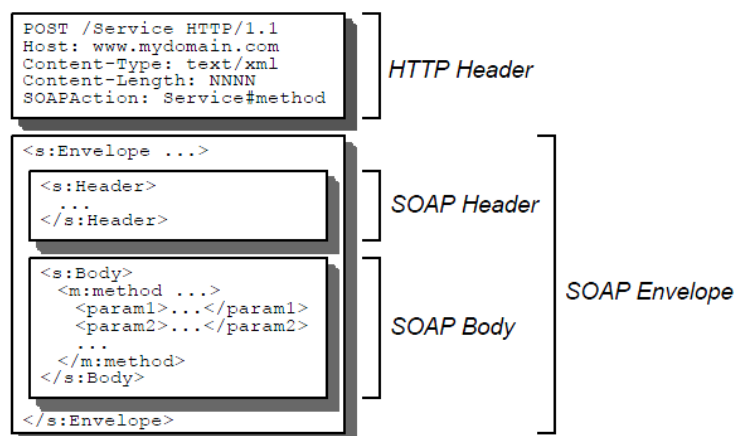 POST /Service HTTP/1.1
Host: www.mydomain.com
Content-Type: text/xml
Content-Length: NNNN
SOAPAction: Service#method
HTTP Header
<s:Envelope ...>
<s:Header>
...
</s:Header>
SOAP Header
<s:Body>
<m:method ...>
<param1>...</param1>
<param2>...</param2>
...
</m:method>
</s:Body>
SOAP Body
</s:Envelope>
SOAP Envelope